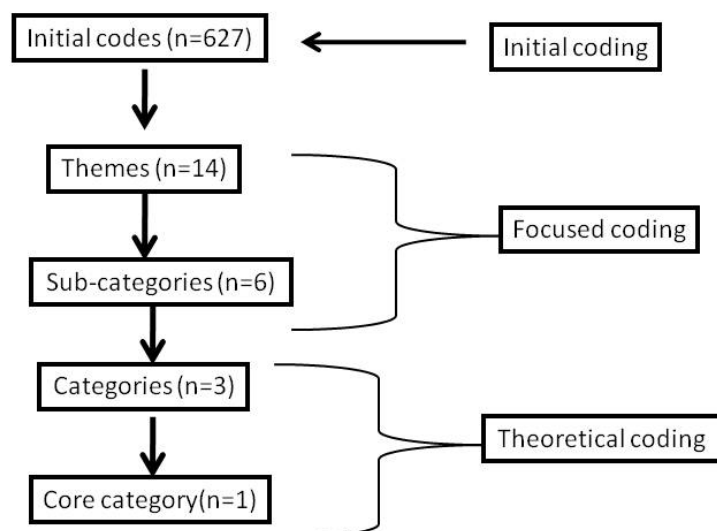 Initial codes (n=627)
Initial coding
Themes (n=14)
Focused coding
Sub-categories (n=6)
Categories (n=3)
Theoretical coding
Core category(n=1)